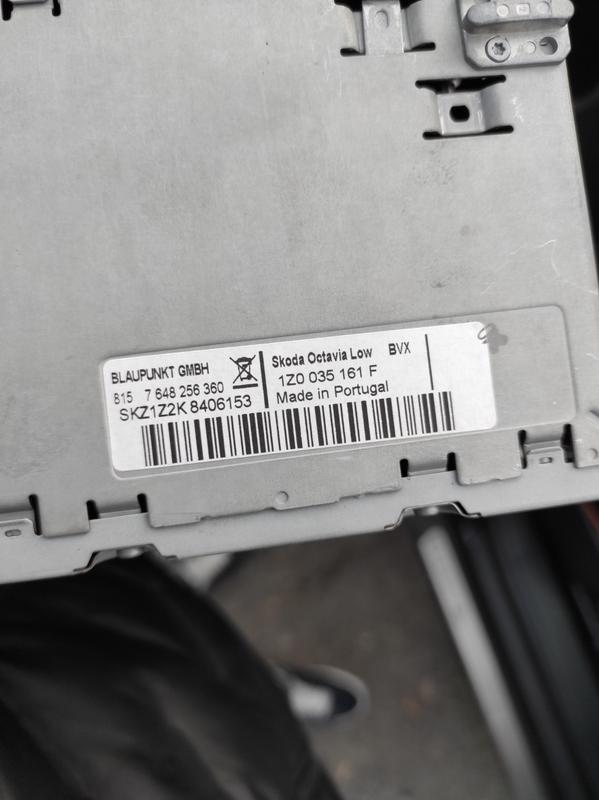 BLAUPUNKT GMBH
815 7 648 256 360
SKZ1Z2K 8406153
Skoda Octavia Low BVX
1Z0 035 161 F
Made in Portugal